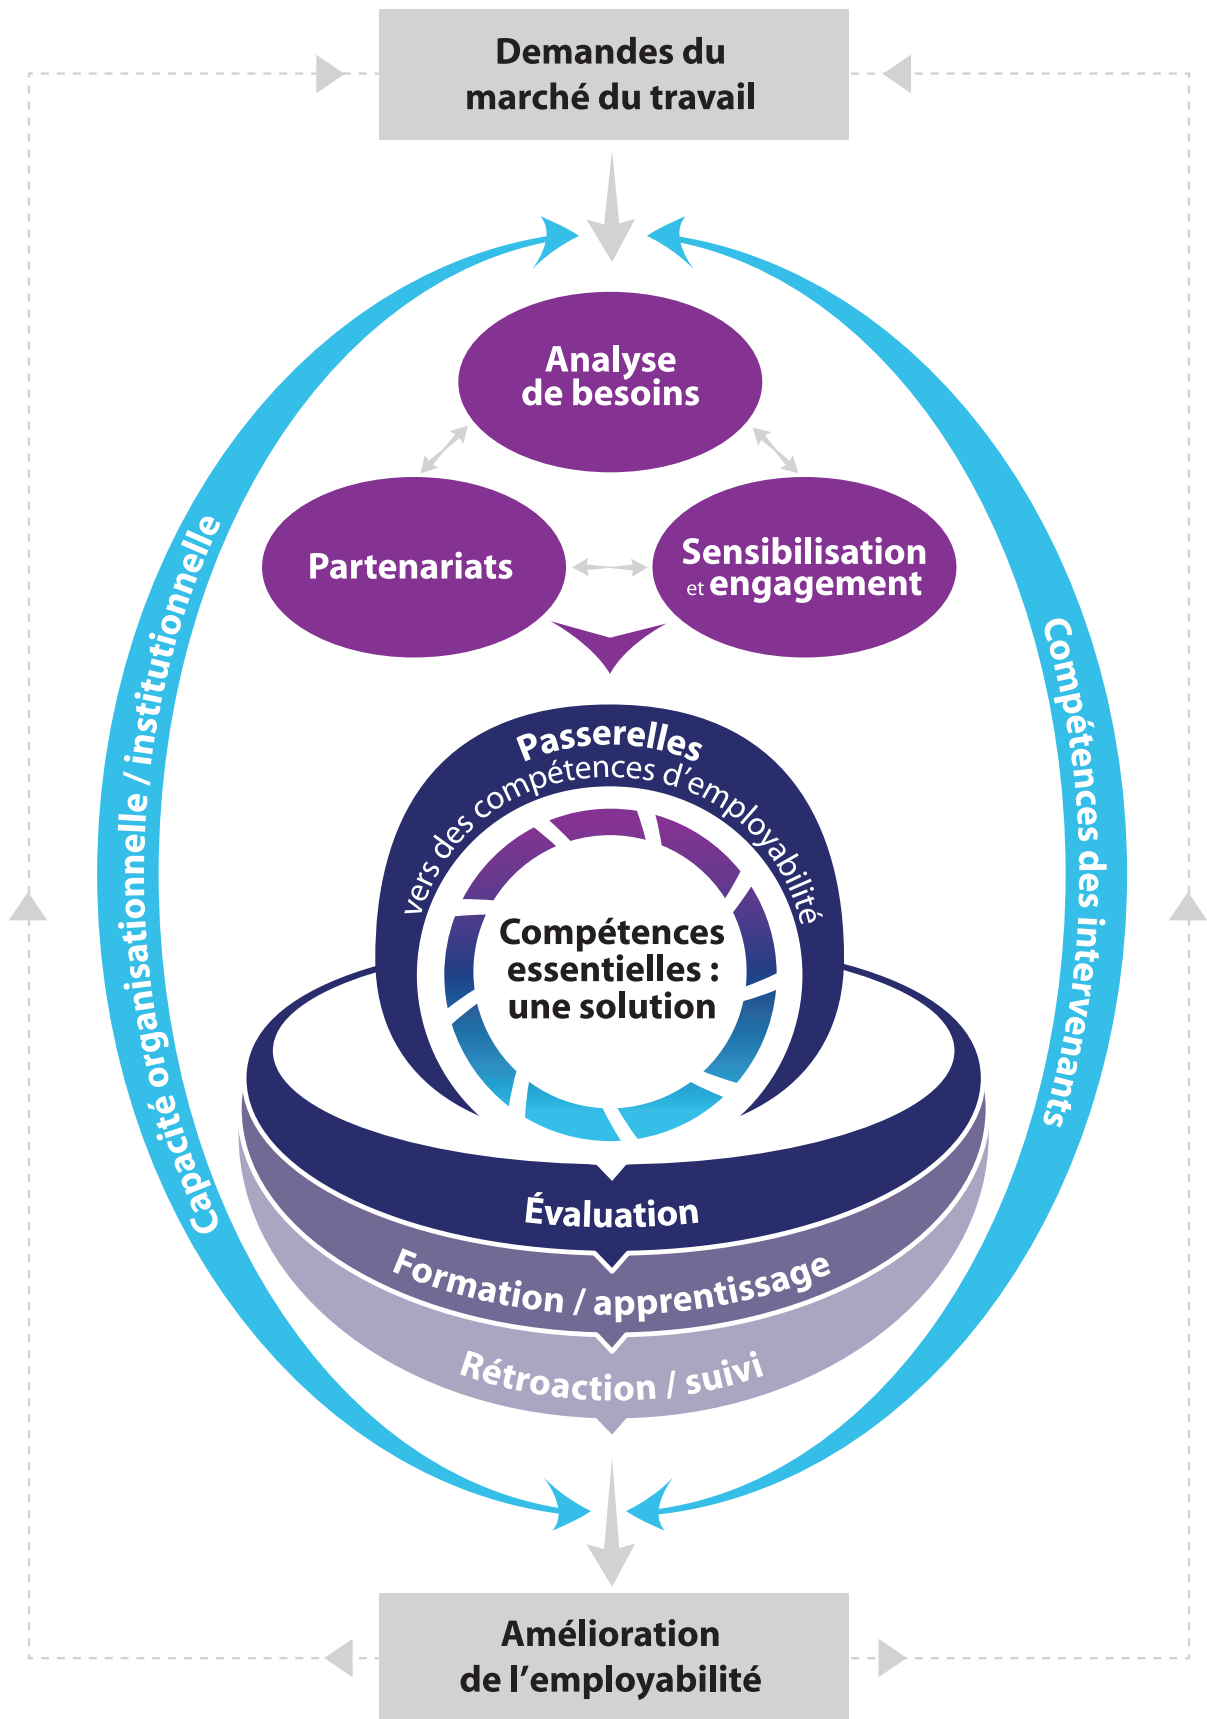 Demandes du
marché du travail
Analyse
de besoins
Partenariats
Sensibilisation
et engagement
Capacité organisationnelle / institutionnelle
Compétences des intervenants
Passerelles
vers des compétences d'employabilité
Compétences
essentielles :
une solution
Évaluation
Formation / apprentissage
Rétroaction / suivi
Amélioration
de l'employabilité